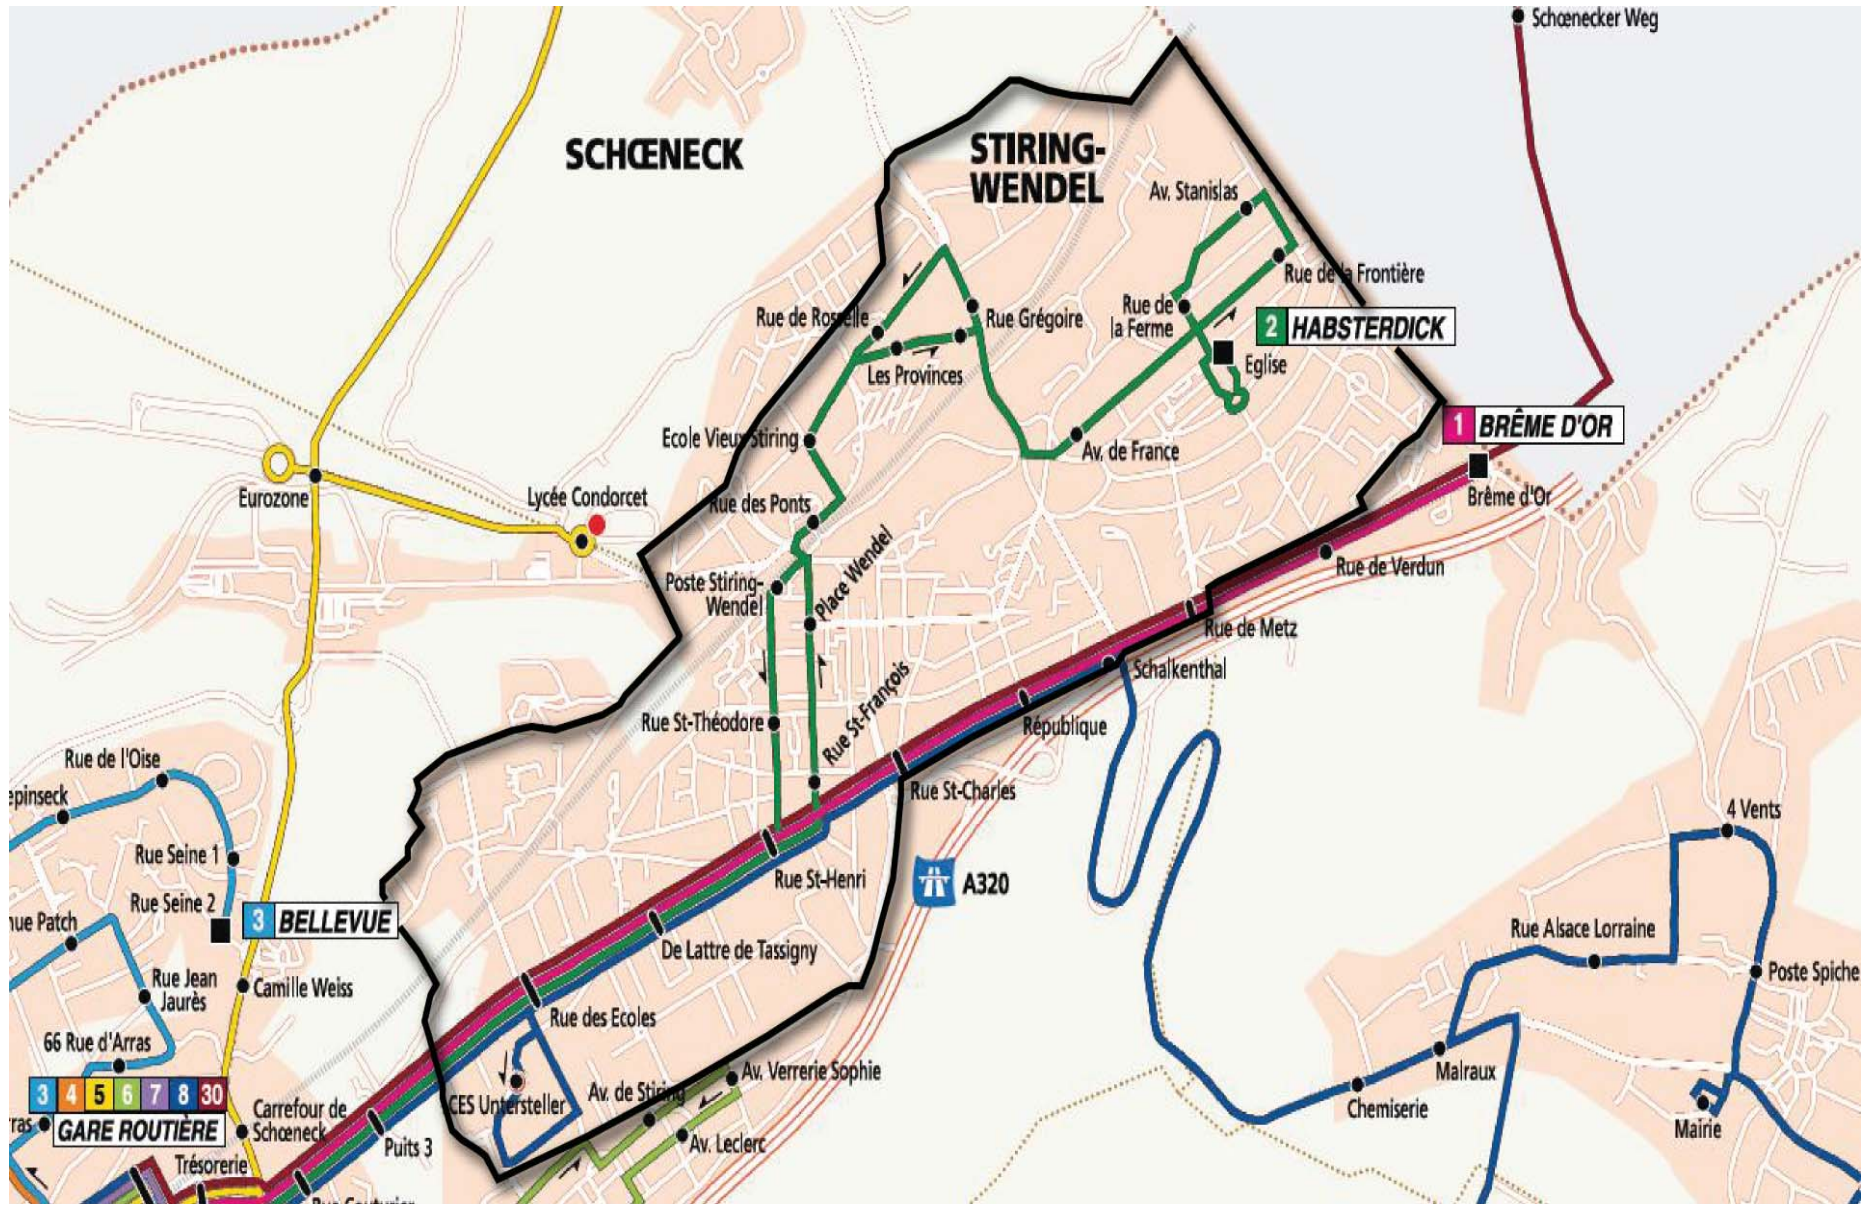 Schœnecker Weg
SCHŒNECK
STIRING-
WENDEL
Av. Stanislas
Rue de la Frontière
Rue de
la Ferme
2 HABSTERDICK
Eglise
Rue de Rosselle
Rue Grégoire
Les Provinces
1 BRÊME D'OR
Brême d'Or
Ecole Vieux Stiring
Av. de France
Eurozone
Lycée Condorcet
Rue des Ponts
Rue de Verdun
Poste Stiring-
Wendel
Place Wendel
Rue de Metz
Schalkenthal
Rue St-Théodore
Rue St-François
République
Rue de l'Oise
epinseck
Rue St-Charles
4 Vents
Rue Seine 1
Rue St-Henri
A320
Rue Seine 2
3 BELLEVUE
nue Patch
De Lattre de Tassigny
Rue Alsace Lorraine
Poste Spiche
Rue Jean
Jaurès
Camille Weiss
Rue des Ecoles
66 Rue d'Arras
Av. Verrerie Sophie
Malraux
3 4 5 6 7 8 30
GARE ROUTIÈRE
rras
CES Untersteller
Av. de Stiring
Chemiserie
Carrefour de
Schœneck
Puits 3
Av. Leclerc
Mairie
Trésorerie